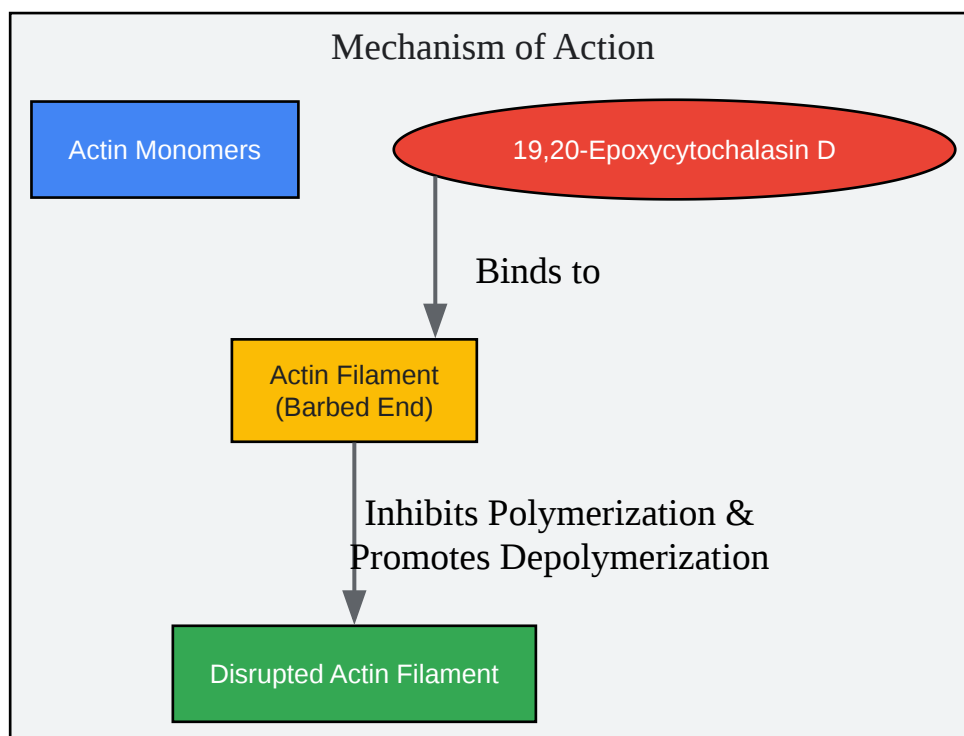 Mechanism of Action
Actin Monomers
19,20-Epoxycytochalasin D
Binds to
Actin Filament
(Barbed End)
Inhibits Polymerization &
Promotes Depolymerization
Disrupted Actin Filament